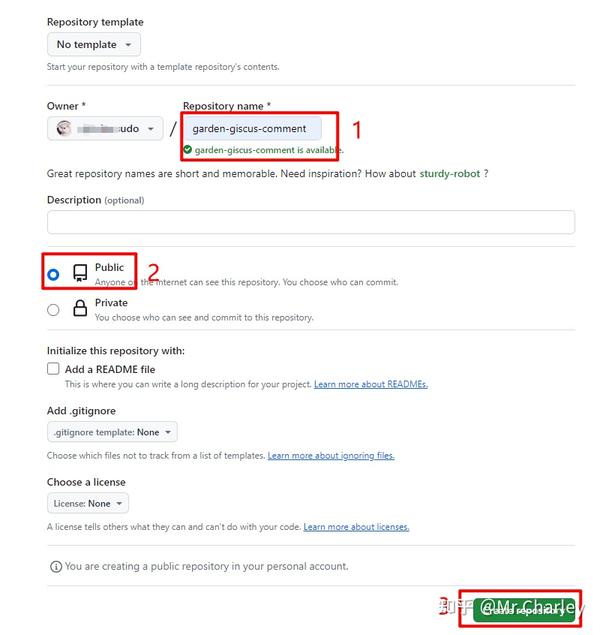 Repository template
No template
Start your repository with a template repository's contents.
Owner *
Repository name *
sudo
/
garden-giscus-comment
1
garden-giscus-comment is available.
Great repository names are short and memorable. Need inspiration? How about sturdy-robot ?
Description (optional)
Public
2
Anyone on the internet can see this repository. You choose who can commit.
Private
You choose who can see and commit to this repository.
Initialize this repository with:
Add a README file
This is where you can write a long description for your project. Learn more about READMEs.
Add .gitignore
.gitignore template: None
Choose which files not to track from a list of templates. Learn more about ignoring files.
Choose a license
License: None
A license tells others what they can and can't do with your code. Learn more about licenses.
You are creating a public repository in your personal account.
3
Create repository
知乎 @Mr.Charley